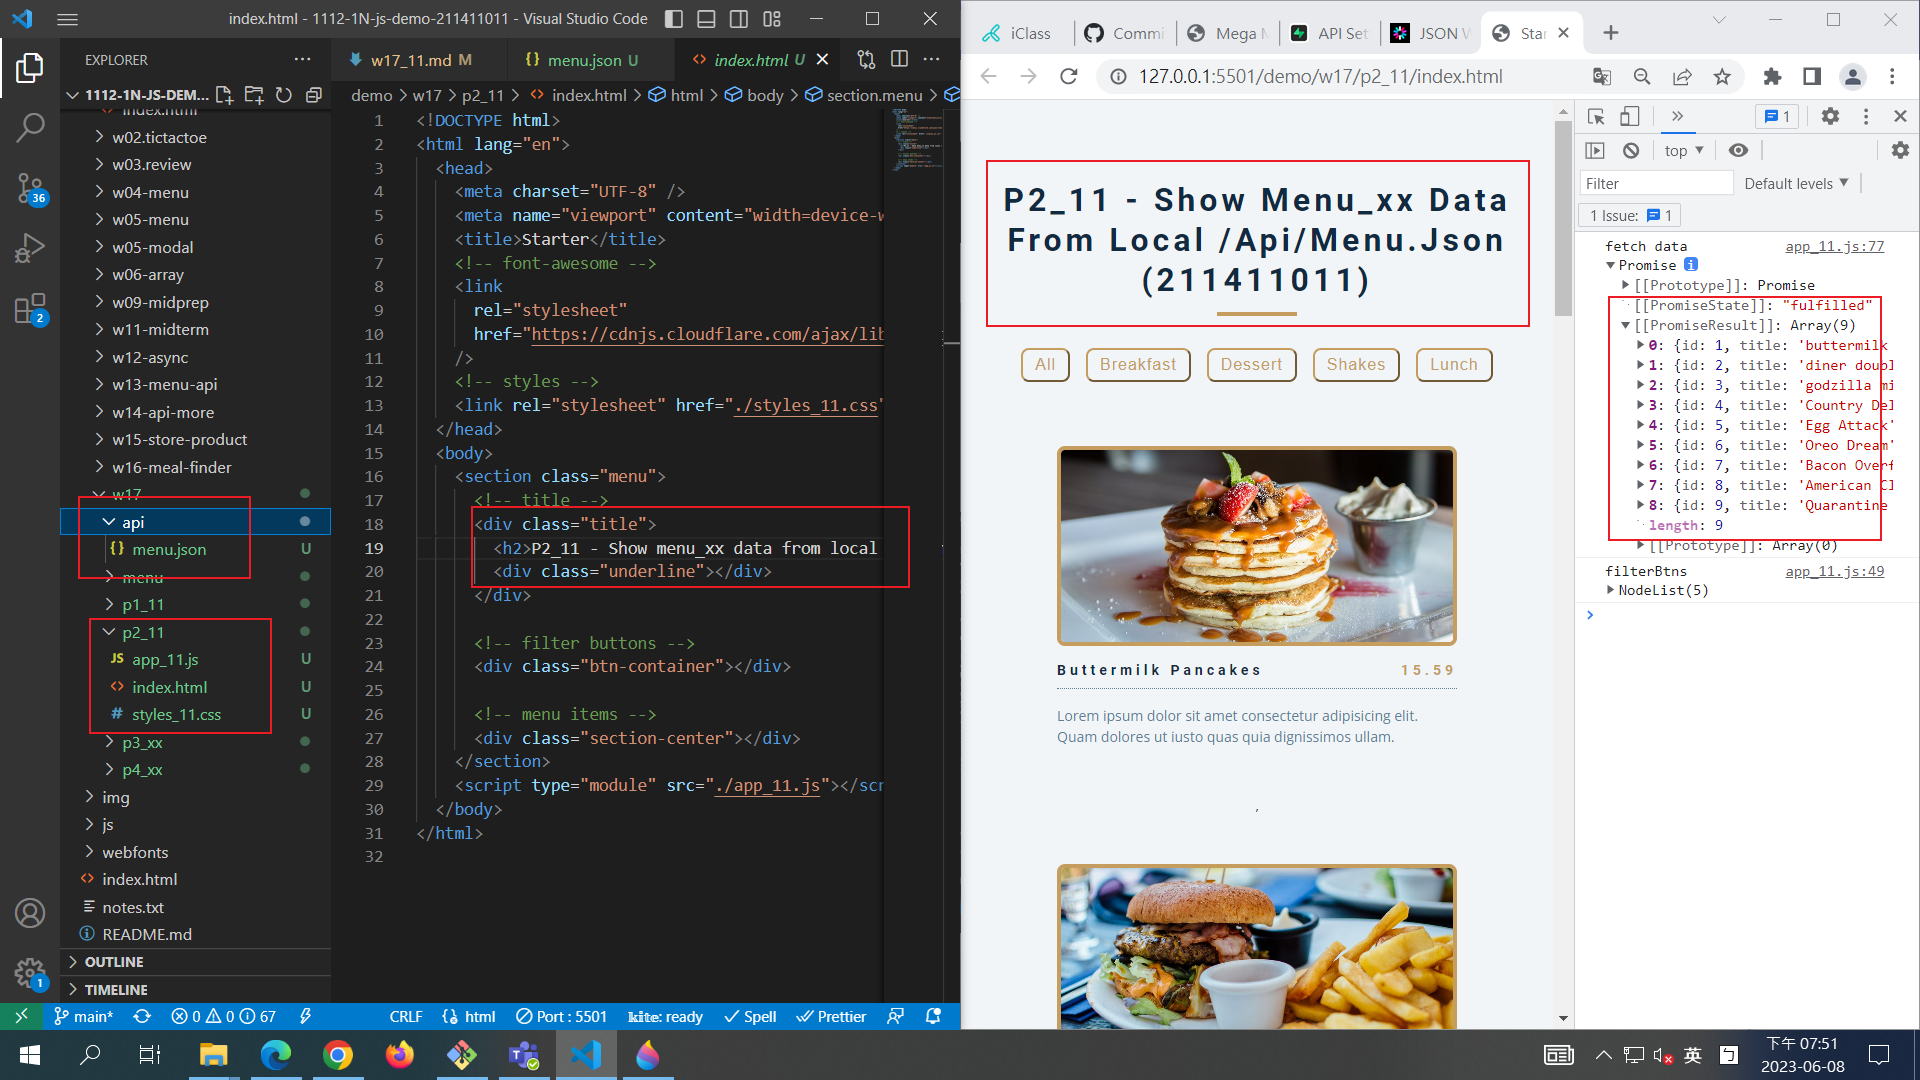 index.html - 1112-1N-js-demo-211411011 - Visual Studio Code
EXPLORER
1112-1N-JS-DEM...
index.html
w02.tictactoe
w03.review
w04-menu
w05-menu
w05-modal
w06-array
w09-midprep
w11-midterm
w12-async
w13-menu-api
w14-api-more
w15-store-product
w16-meal-finder
w17
api
{} menu.json U
menu
p1_11
p2_11
JS app_11.js U
<> index.html U
# styles_11.css U
p3_xx
p4_xx
img
js
webfonts
<> index.html
notes.txt
README.md
OUTLINE
TIMELINE
36
2
1
w17_11.md M
{} menu.json U
<> index.html U
demo > w17 > p2_11 > <> index.html > html > body > section.menu >
1 <!DOCTYPE html>
2 <html lang="en">
3 <head>
4 <meta charset="UTF-8" />
5 <meta name="viewport" content="width=device-w
6 <title>Starter</title>
7 <!-- font-awesome -->
8 <link
9 rel="stylesheet"
10 href="https://cdnjs.cloudflare.com/ajax/lib
11 />
12 <!-- styles -->
13 <link rel="stylesheet" href="./styles_11.css"
14 </head>
15 <body>
16 <section class="menu">
17 <!-- title -->
18 <div class="title">
19 <h2>P2_11 - Show menu_xx data from local
20 <div class="underline"></div>
21 </div>
22
23 <!-- filter buttons -->
24 <div class="btn-container"></div>
25
26 <!-- menu items -->
27 <div class="section-center"></div>
28 </section>
29 <script type="module" src="./app_11.js"></scr
30 </body>
31 </html>
32
main* 0 0 67 CRLF html Port : 5501 kite: ready Spell Prettier
iClass
Commi
Mega M
API Set
JSON W
Star
127.0.0.1:5501/demo/w17/p2_11/index.html
P2_11 - Show Menu_xx Data
From Local /Api/Menu.Json
(211411011)
All Breakfast Dessert Shakes Lunch
Buttermilk Pancakes 15.59
Lorem ipsum dolor sit amet consectetur adipisicing elit.
Quam dolores ut iusto quas quia dignissimos ullam.
,
1
top
Filter Default levels
1 Issue: 1
fetch data app_11.js:77
Promise i
[[Prototype]]: Promise
[[PromiseState]]: "fulfilled"
[[PromiseResult]]: Array(9)
0: {id: 1, title: 'buttermilk
1: {id: 2, title: 'diner doubl
2: {id: 3, title: 'godzilla mi
3: {id: 4, title: 'Country Del
4: {id: 5, title: 'Egg Attack'
5: {id: 6, title: 'Oreo Dream'
6: {id: 7, title: 'Bacon Overf
7: {id: 8, title: 'American Cl
8: {id: 9, title: 'Quarantine
length: 9
[[Prototype]]: Array(0)
filterBtns app_11.js:49
NodeList(5)
英 ㄅ
下午 07:51
2023-06-08